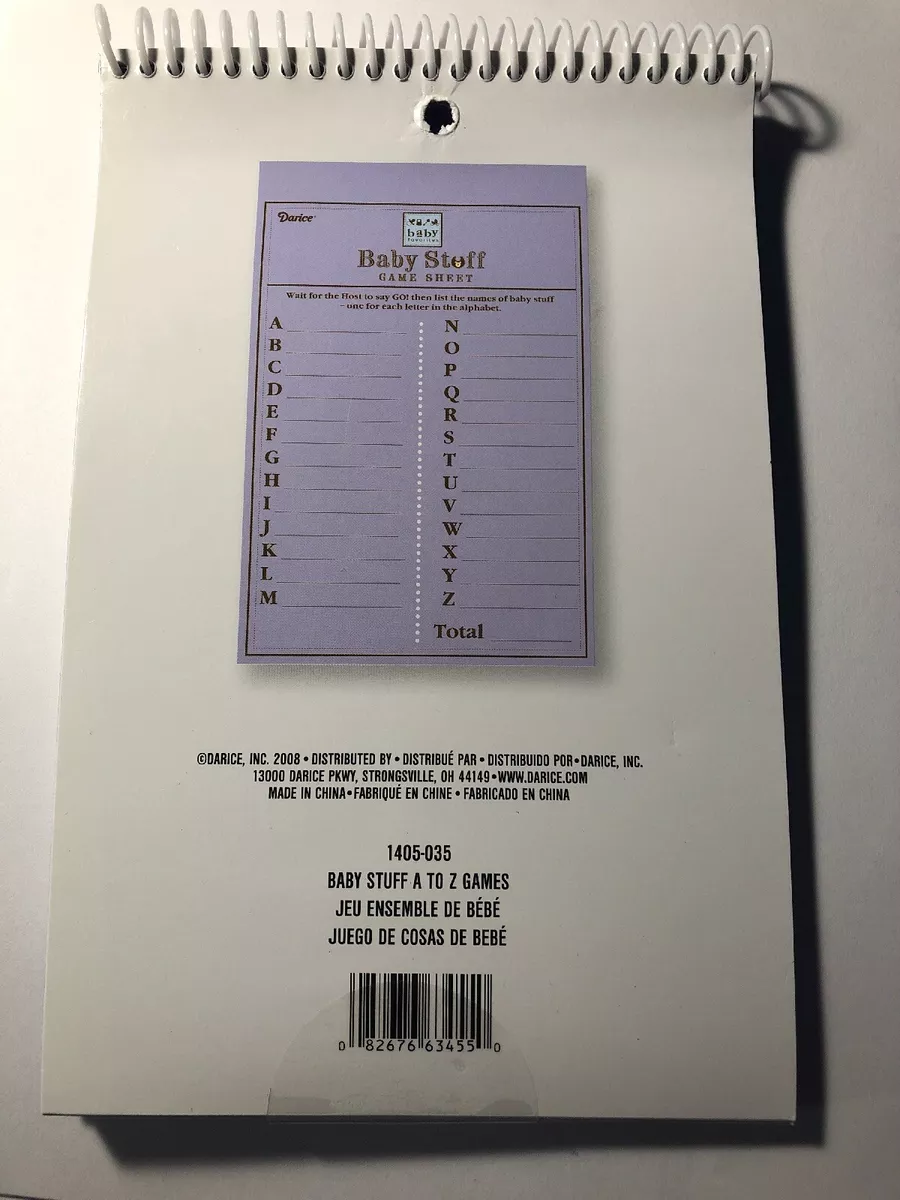 Darice
baby
favorites
Baby Stuff
GAME SHEET
Wait for the Host to say GO! then list the names of baby stuff
– one for each letter in the alphabet.
A
B
C
D
E
F
G
H
I
J
K
L
M
N
O
P
Q
R
S
T
U
V
W
X
Y
Z
Total
©DARICE, INC. 2008 • DISTRIBUTED BY • DISTRIBUÉ PAR • DISTRIBUIDO POR • DARICE, INC.
13000 DARICE PKWY, STRONGSVILLE, OH 44149 • WWW.DARICE.COM
MADE IN CHINA • FABRIQUÉ EN CHINE • FABRICADO EN CHINA
1405-035
BABY STUFF A TO Z GAMES
JEU ENSEMBLE DE BÉBÉ
JUEGO DE COSAS DE BEBÉ
0 82676 63455 0